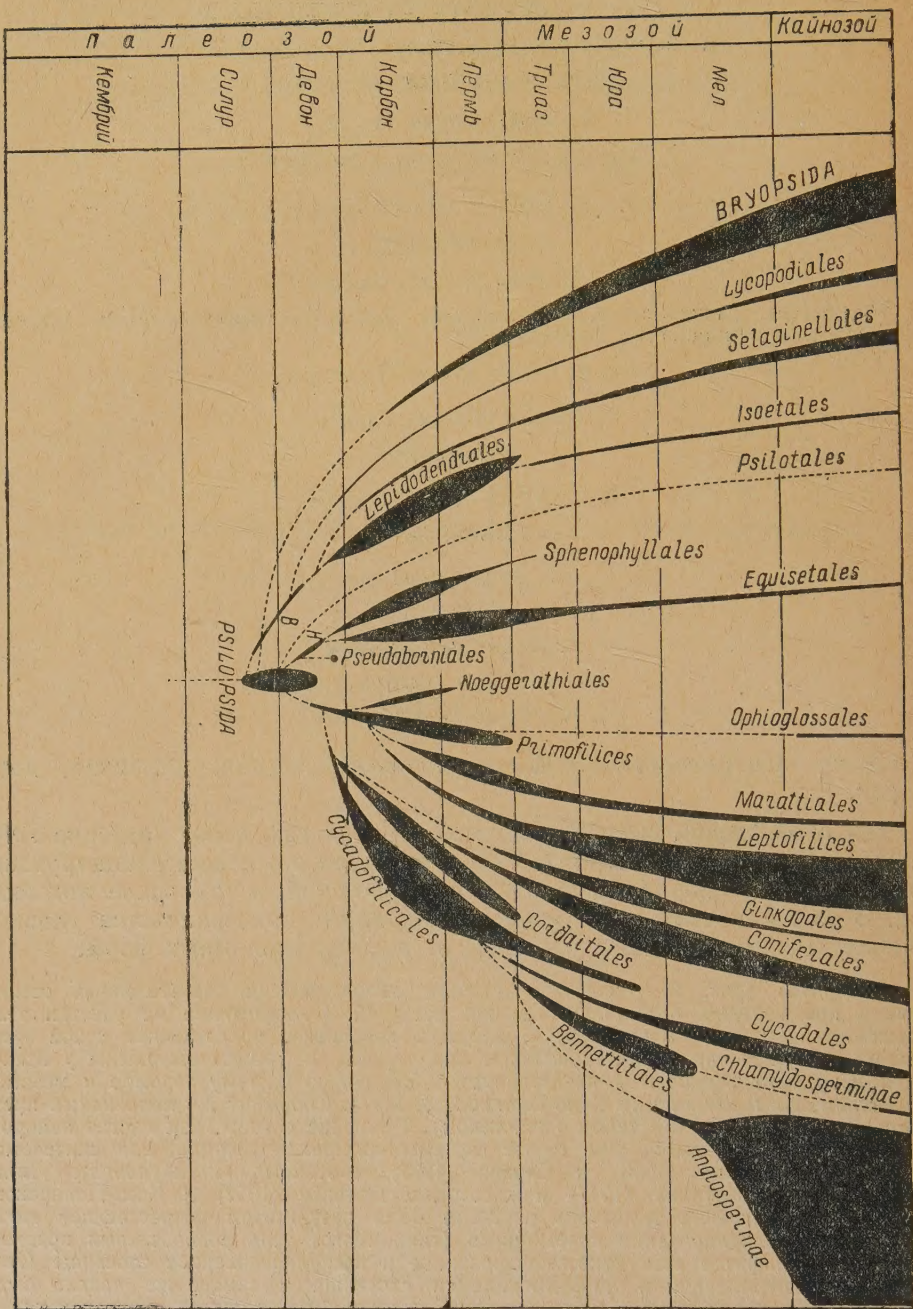 Палеозой
Мезозой
Кайнозой
Кембрий
Силур
Девон
Карбон
Пермь
Триас
Юра
Мел
BRYOPSIDA
Lycopodiales
Selaginellales
Isoetales
Lepidodendrales
Psilotales
Sphenophyllales
Equisetales
В
Н
Pseudoborniales
PSILOPSIDA
Noeggerathiales
Ophioglossales
Primofilices
Marattiales
Leptofilices
Ginkgoales
Coniferales
Cordaitales
Cycadofilicales
Cycadales
Bennettitales
Chlamydosperminae
Angiospermae